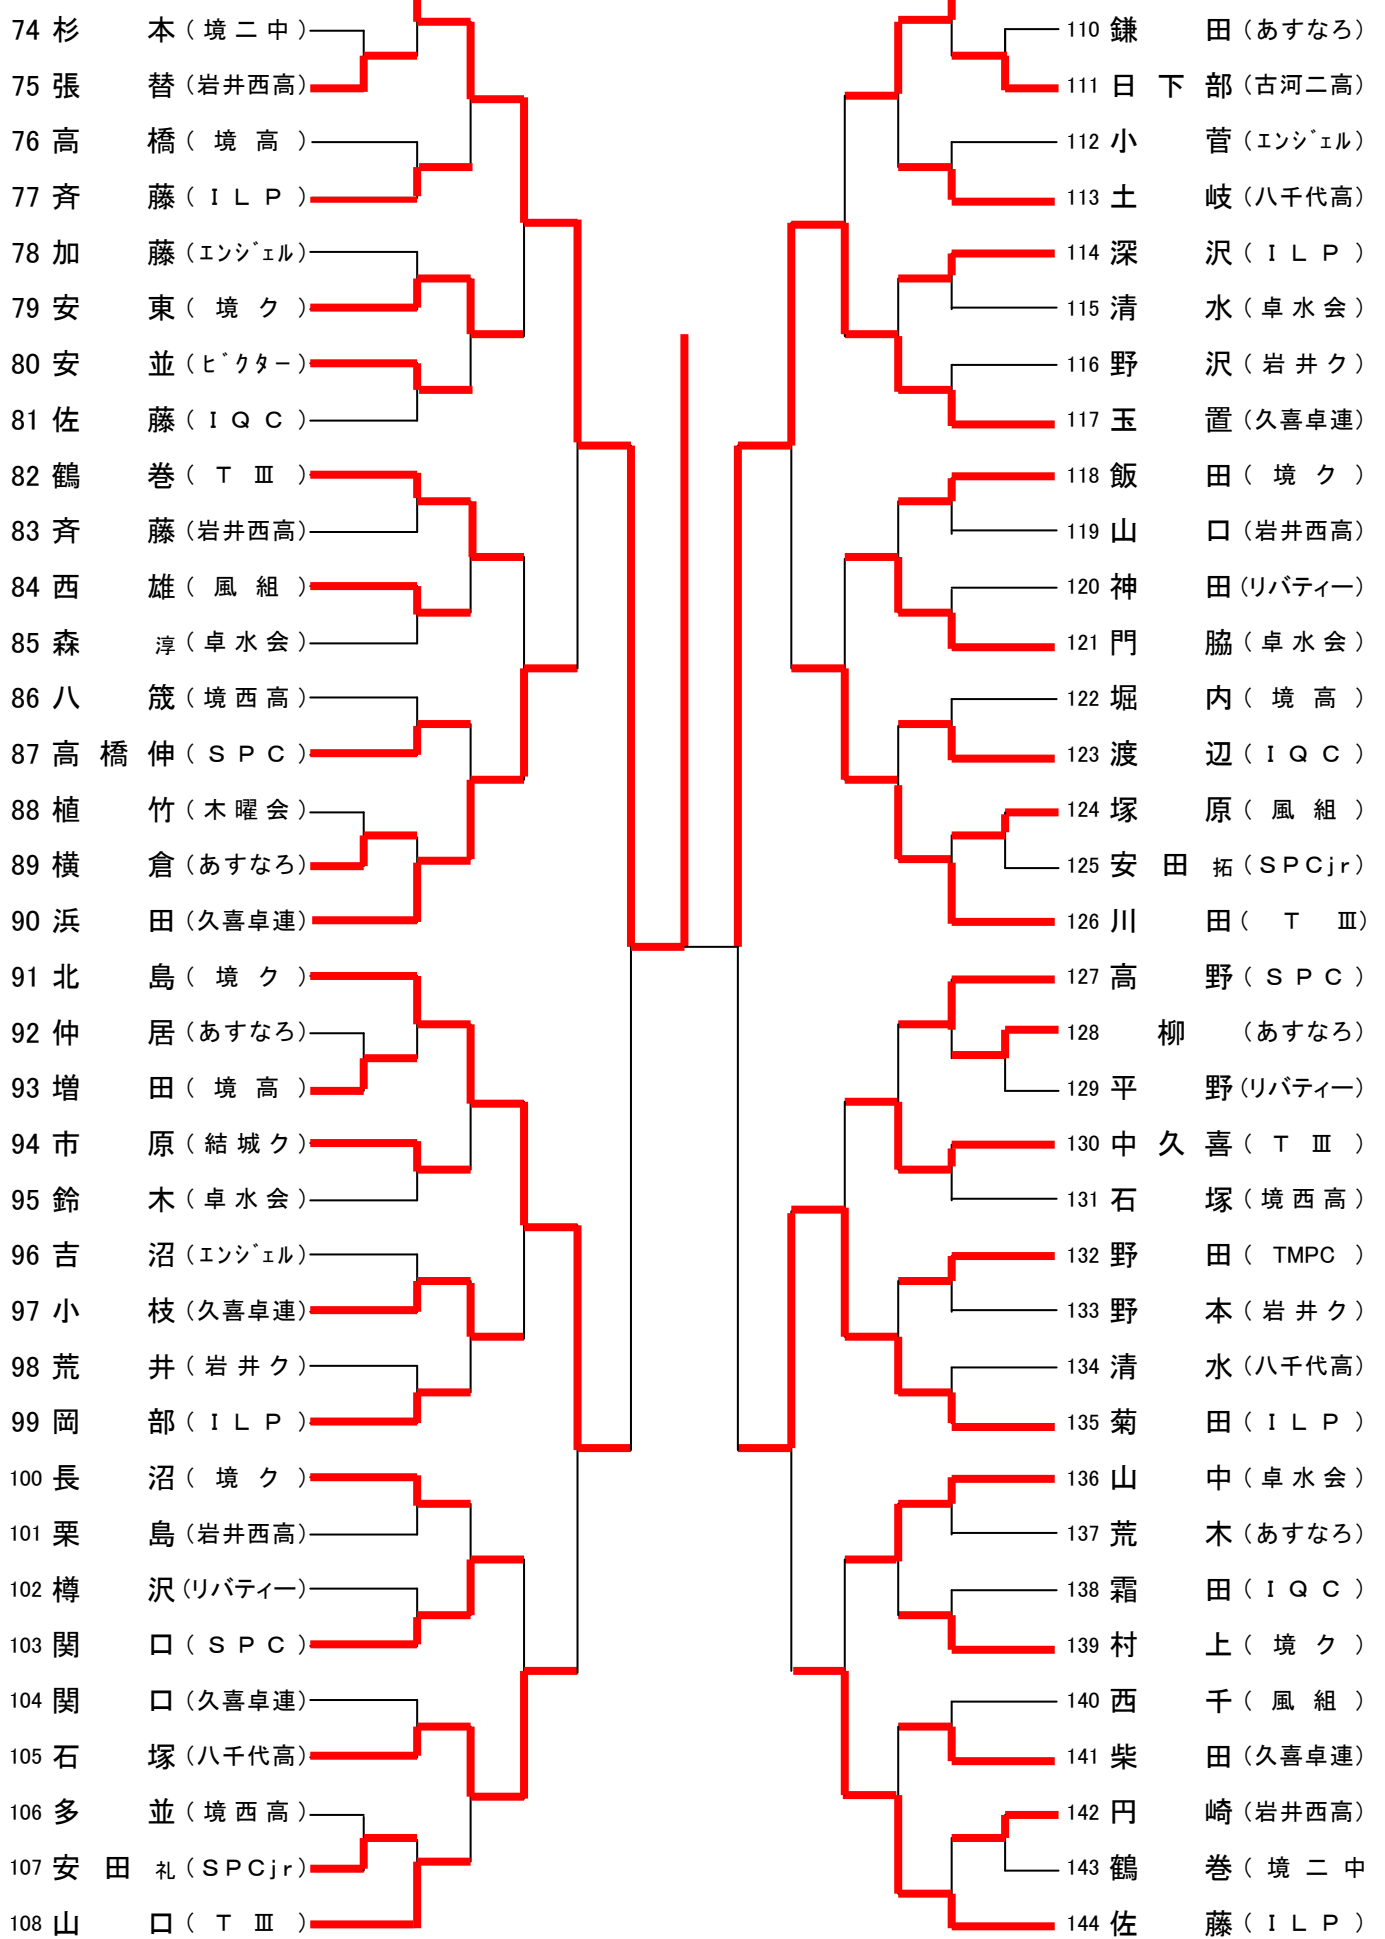 74 杉本(境二中)
75 張替(岩井西高)
76 高橋(境高)
77 斉藤(ILP)
78 加藤(エンジェル)
79 安東(境ク)
80 安並(ビクター)
81 佐藤(IQC)
82 鶴巻(TⅢ)
83 斉藤(岩井西高)
84 西雄(風組)
85 森淳(卓水会)
86 八筬(境西高)
87 高橋伸(SPC)
88 植竹(木曜会)
89 横倉(あすなろ)
90 浜田(久喜卓連)
91 北島(境ク)
92 仲居(あすなろ)
93 増田(境高)
94 市原(結城ク)
95 鈴木(卓水会)
96 吉沼(エンジェル)
97 小枝(久喜卓連)
98 荒井(岩井ク)
99 岡部(ILP)
100 長沼(境ク)
101 栗島(岩井西高)
102 樽沢(リバティー)
103 関口(SPC)
104 関口(久喜卓連)
105 石塚(八千代高)
106 多並(境西高)
107 安田礼(SPCjr)
108 山口(TⅢ)
110 鎌田(あすなろ)
111 日下部(古河二高)
112 小菅(エンジェル)
113 土岐(八千代高)
114 深沢(ILP)
115 清水(卓水会)
116 野沢(岩井ク)
117 玉置(久喜卓連)
118 飯田(境ク)
119 山口(岩井西高)
120 神田(リバティー)
121 門脇(卓水会)
122 堀内(境高)
123 渡辺(IQC)
124 塚原(風組)
125 安田拓(SPCjr)
126 川田(TⅢ)
127 高野(SPC)
128 柳(あすなろ)
129 平野(リバティー)
130 中久喜(TⅢ)
131 石塚(境西高)
132 野田(TMPC)
133 野本(岩井ク)
134 清水(八千代高)
135 菊田(ILP)
136 山中(卓水会)
137 荒木(あすなろ)
138 霜田(IQC)
139 村上(境ク)
140 西千(風組)
141 柴田(久喜卓連)
142 円崎(岩井西高)
143 鶴巻(境二中
144 佐藤(ILP)